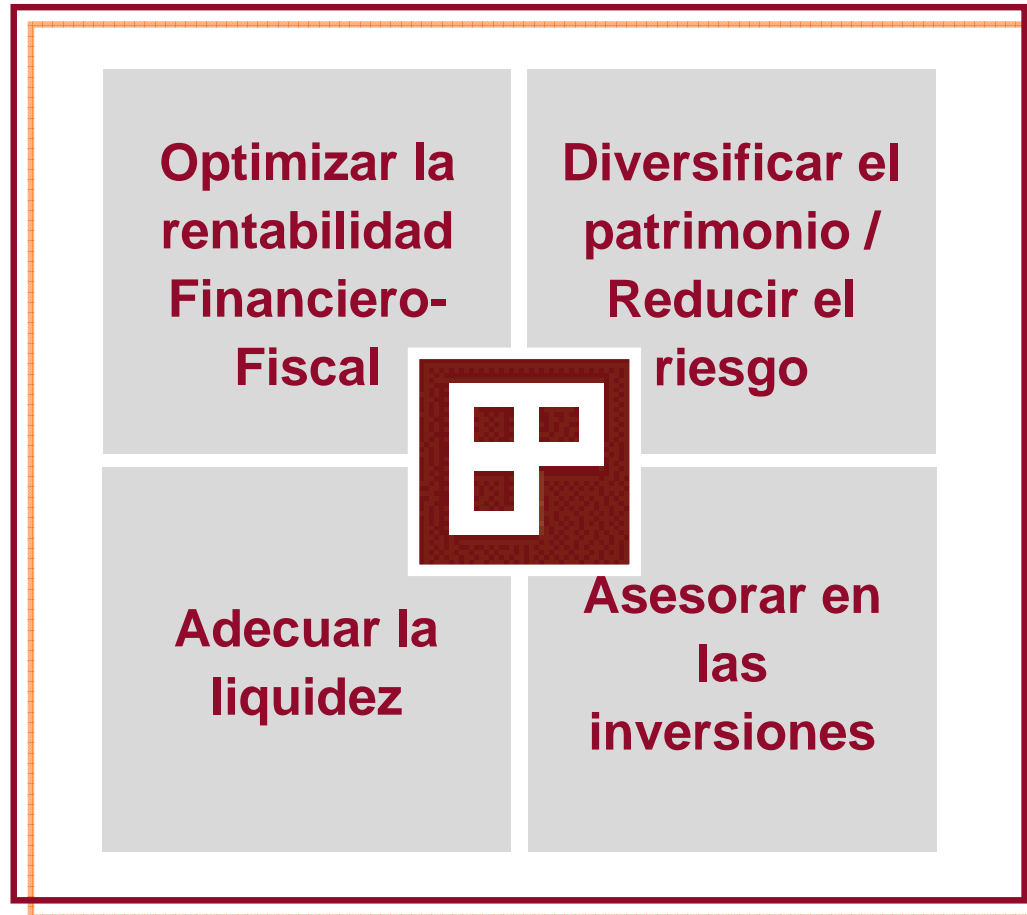 Optimizar la
rentabilidad
Financiero-
Fiscal
Diversificar el
patrimonio /
Reducir el
riesgo
Adecuar la
liquidez
Asesorar en
las
inversiones